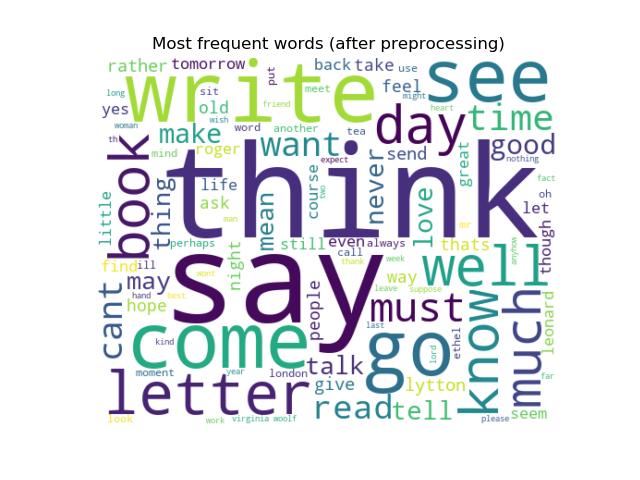 Most frequent words (after preprocessing)
rather tomorrow put back take use see
long write sit meet feel might
yes friend old wish day time
woman make word another tea heart good
th mind roger want send great nothing
book thing think expect never fact
little life course two oh
ask mean love let
man mr though
perhaps night still even always thats anyhow
find ill say call way well
wont thank week
may leave suppose
cant hand best people must know much leonard
hope come last
kind go lord ethel
moment year london talk far
letter give lytton seem
look work virginia woolf read tell please